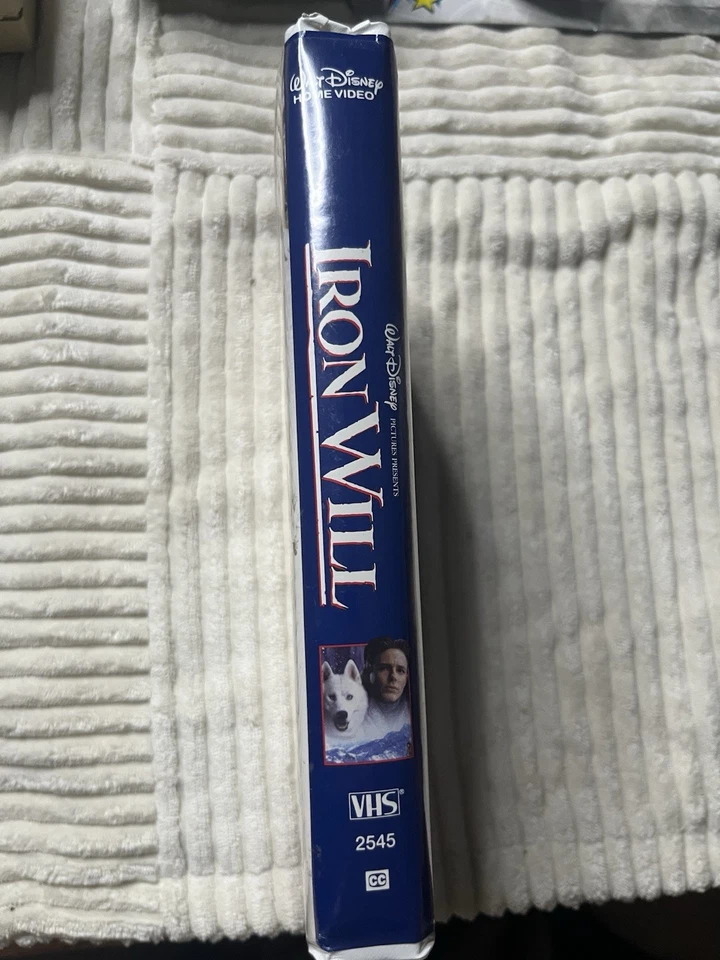 Walt Disney
HOME VIDEO
Walt Disney PICTURES PRESENTS
IRON WILL
VHS®
2545
CC